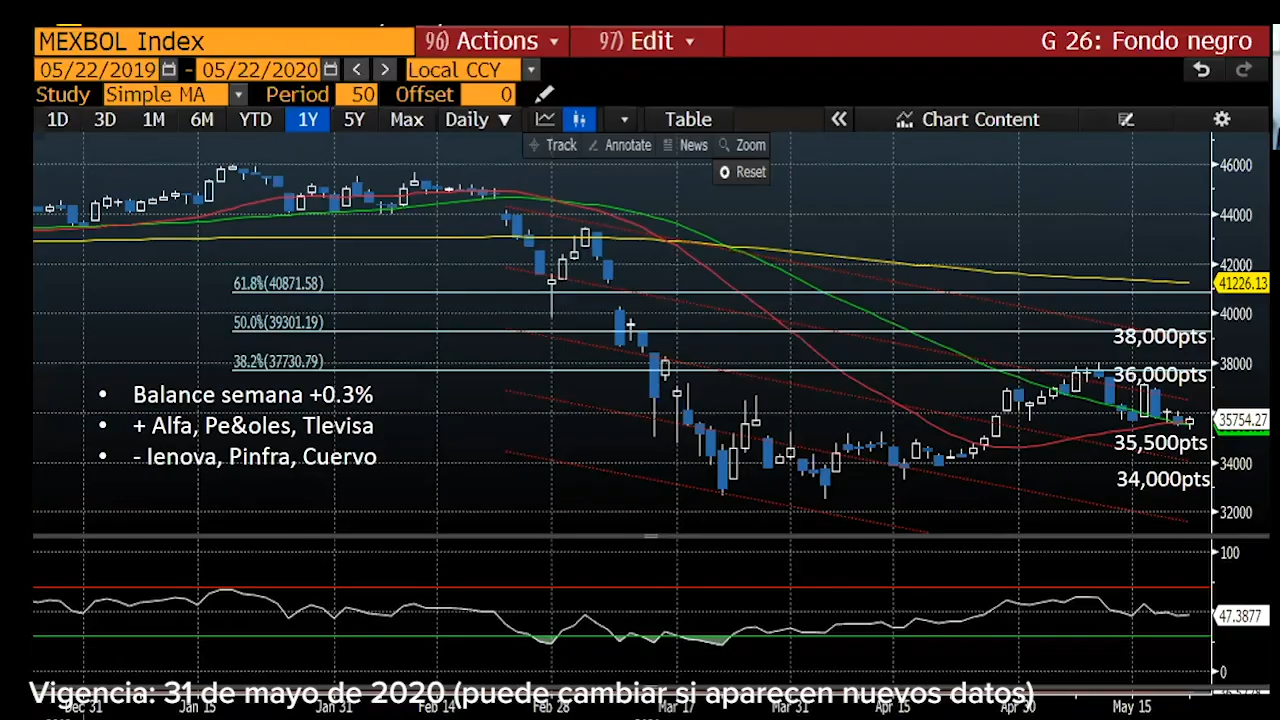 MEXBOL Index
96) Actions
97) Edit
G 26: Fondo negro
05/22/2019 - 05/22/2020
Local CCY
Study Simple MA Period 50 Offset 0
1D 3D 1M 6M YTD 1Y 5Y Max Daily ▼ Table « Chart Content
Track Annotate News Zoom
Reset
46000
44000
42000
41226.13
61.8%(40871.58)
40000
50.0%(39301.19)
38,000pts
38000
38.2%(37730.79)
36,000pts
• Balance semana +0.3%
35754.27
• + Alfa, Pe&oles, Tlevisa
35,500pts
• - Ienova, Pinfra, Cuervo
34000
34,000pts
32000
100
47.3877
0
Vigencia: 31 de mayo de 2020 (puede cambiar si aparecen nuevos datos)
Dec 31 Jan 15 Jan 31 Feb 14 Feb 28 Mar 17 Mar 31 Apr 15 Apr 30 May 15